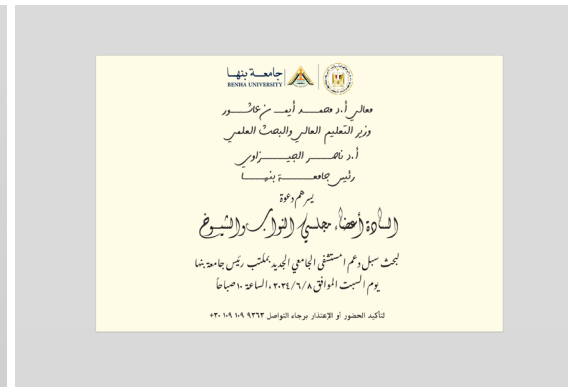 جامعة بنها
BENHA UNIVERSITY
معالي أ.د محمد أيمن عاشور
وزير التعليم العالي والبحث العلمي
أ.د ناصر الجيزاوي
رئيس جامعة بنها
يسرهم دعوة
السادة أعضاء مجلسي النواب والشيوخ
لبحث سبل دعم المستشفى الجامعي الجديد بمكتب رئيس جامعة بنها
يوم السبت الموافق ٢٠٢٤/٦/٨ ، الساعة ١٠ صباحاً
لتأكيد الحضور أو الإعتذار برجاء التواصل ٩٣٦٣ ١٠٩ ١٠٩ ٢٠+